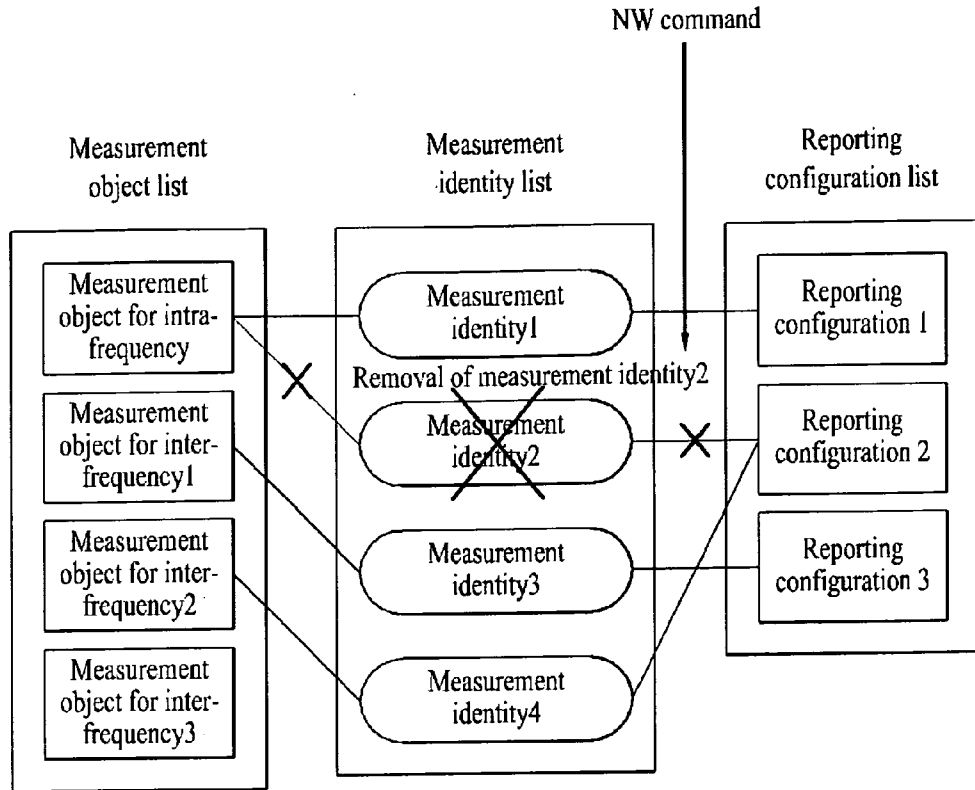 NW command
Measurement
object list
Measurement
identity list
Reporting
configuration list
Measurement
object for intra-
frequency
Measurement
object for inter-
frequency1
Measurement
object for inter-
frequency2
Measurement
object for inter-
frequency3
Measurement
identity1
Removal of measurement identity2
Measurement
identity2
Measurement
identity3
Measurement
identity4
Reporting
configuration 1
Reporting
configuration 2
Reporting
configuration 3